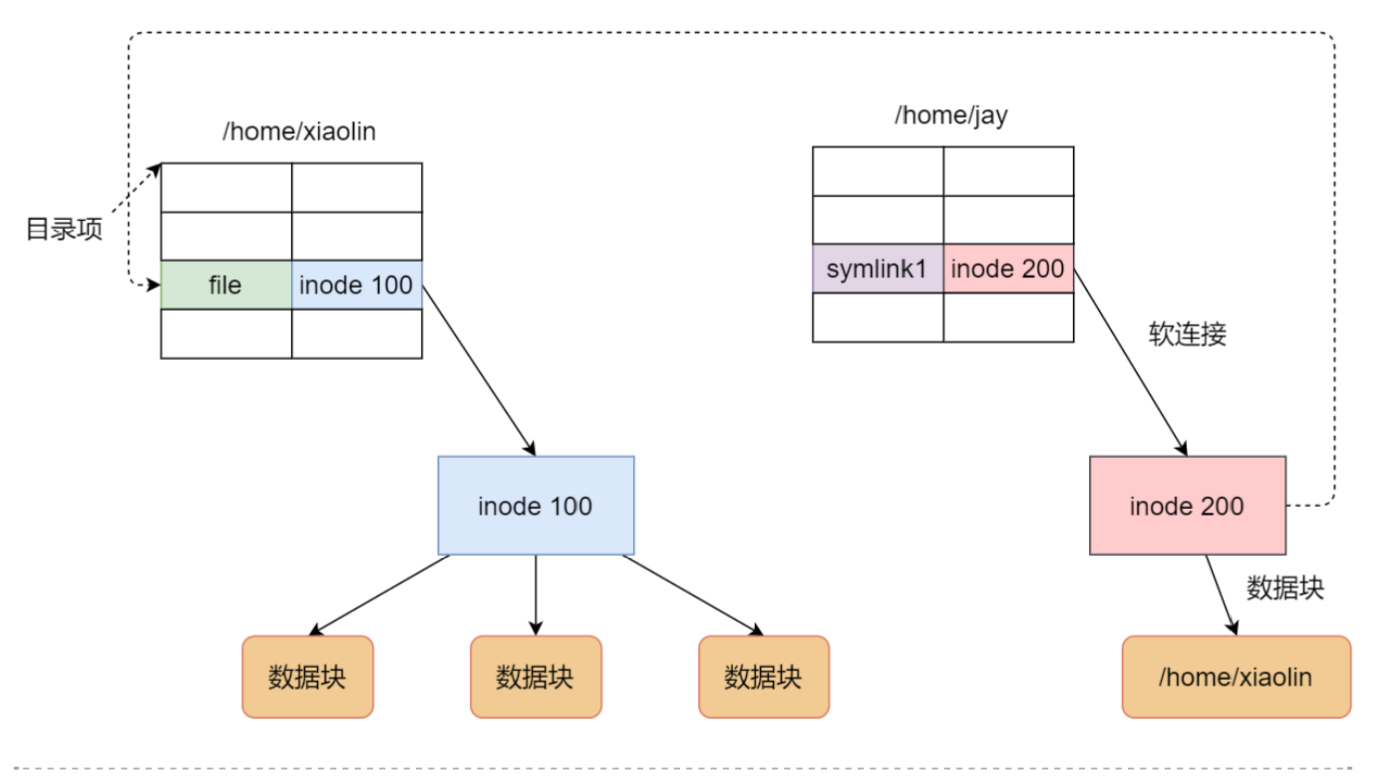 /home/xiaolin
/home/jay
目录项
file
inode 100
symlink1
inode 200
软连接
inode 100
inode 200
数据块
数据块
数据块
数据块
/home/xiaolin